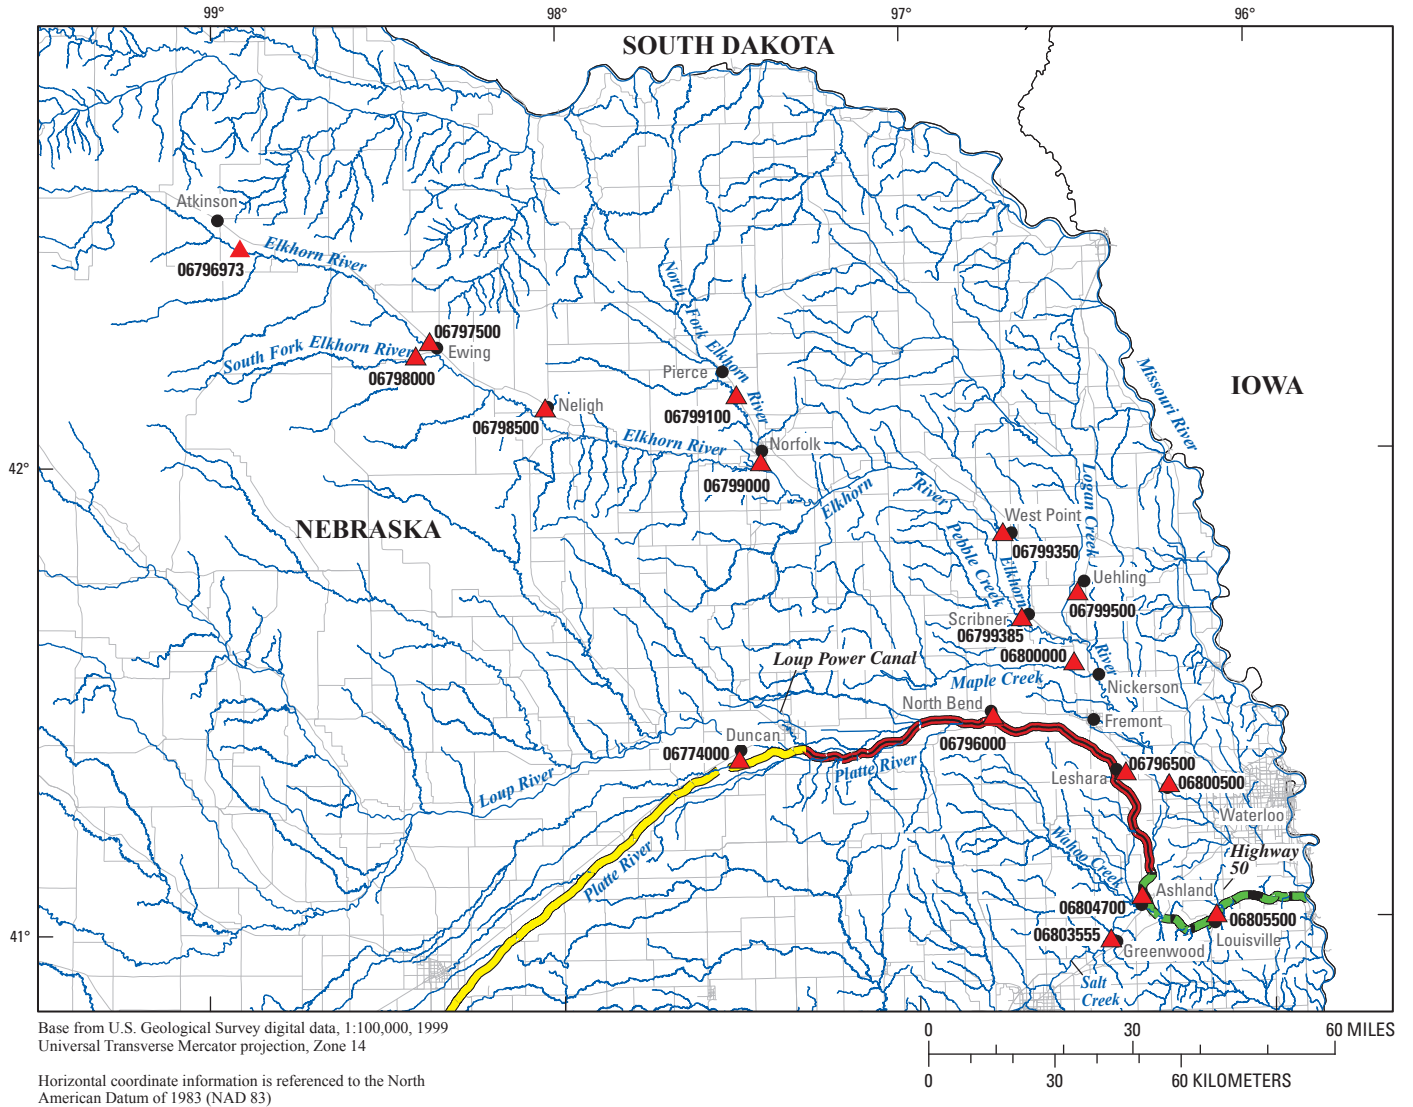 99°
98°
97°
96°
SOUTH DAKOTA
Atkinson
Elkhorn River
06796973
North Fork Elkhorn River
06797500
Ewing
South Fork Elkhorn River
06798000
Pierce
Missouri River
IOWA
06799100
Neligh
06798500
Elkhorn River
Norfolk
42°
06799000
Elkhorn River
Logan Creek
NEBRASKA
West Point
06799350
Pebble Creek
Elkhorn River
Uehling
06799500
Scribner
06799385
06800000
Loup Power Canal
Maple Creek
Nickerson
North Bend
Fremont
Duncan
06774000
06796000
06796500
Platte River
Leshara
06800500
Loup River
Waterloo
Wahoo Creek
Highway
50
Platte River
Ashland
06804700
06805500
41°
06803555
Louisville
Greenwood
Salt
Creek
Base from U.S. Geological Survey digital data, 1:100,000, 1999
Universal Transverse Mercator projection, Zone 14
0 30 60 MILES
0 30 60 KILOMETERS
Horizontal coordinate information is referenced to the North
American Datum of 1983 (NAD 83)